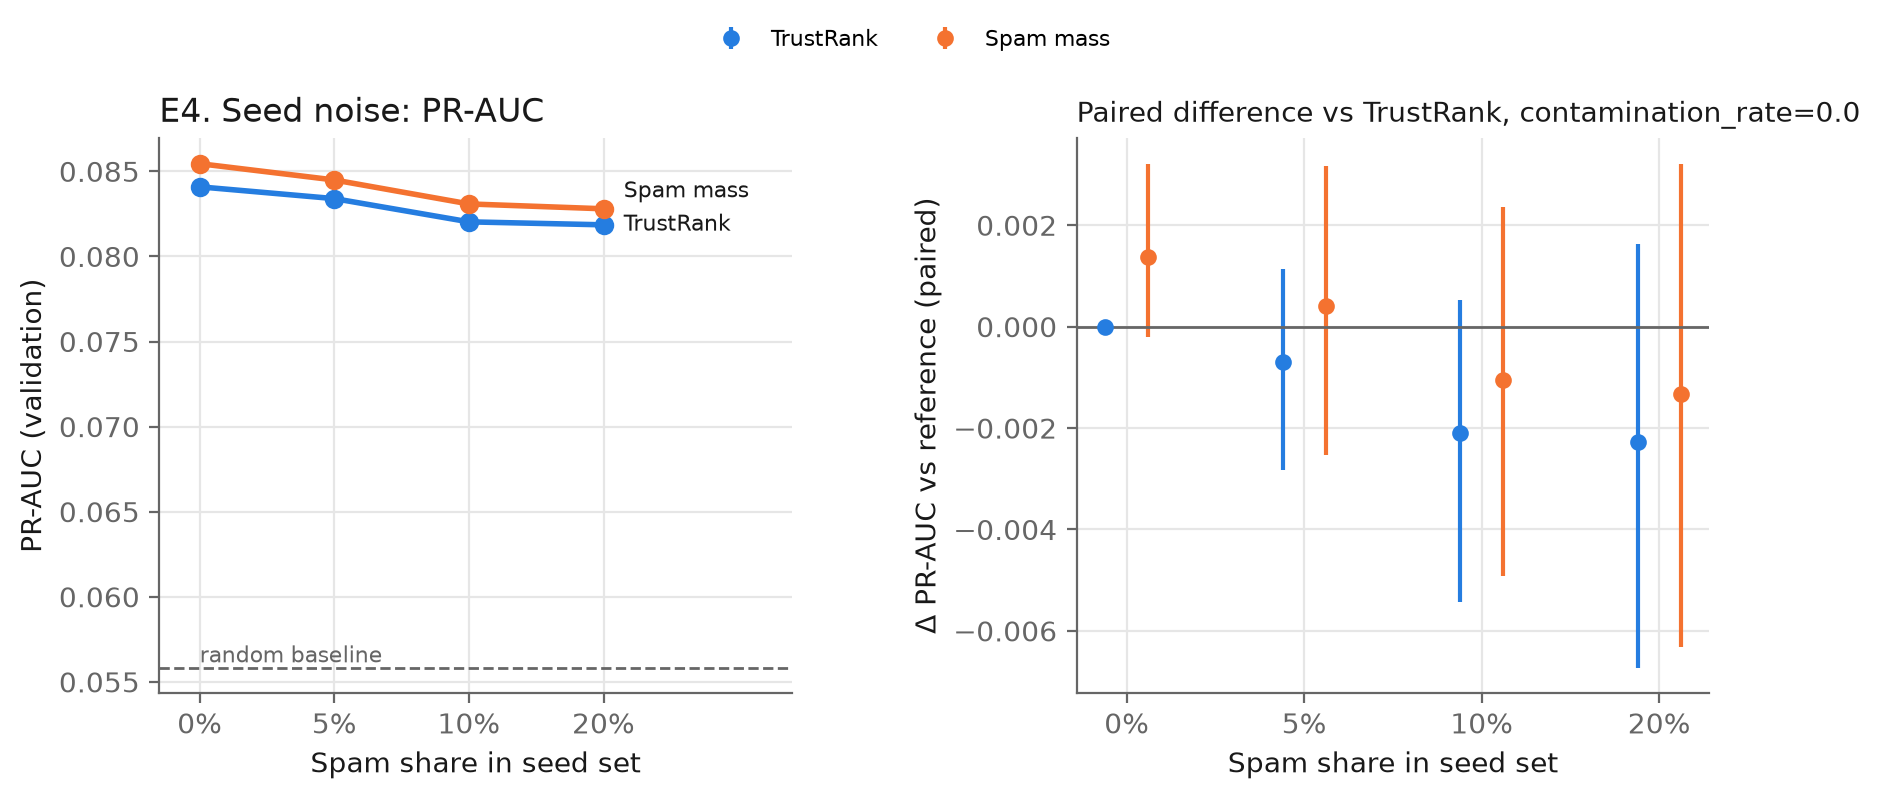 TrustRank
Spam mass
E4. Seed noise: PR-AUC
PR-AUC (validation)
0.085
0.080
0.075
0.070
0.065
0.060
0.055
Spam mass
TrustRank
random baseline
0%
5%
10%
20%
Spam share in seed set
Paired difference vs TrustRank, contamination_rate=0.0
Δ PR-AUC vs reference (paired)
0.002
0.000
−0.002
−0.004
−0.006
0%
5%
10%
20%
Spam share in seed set